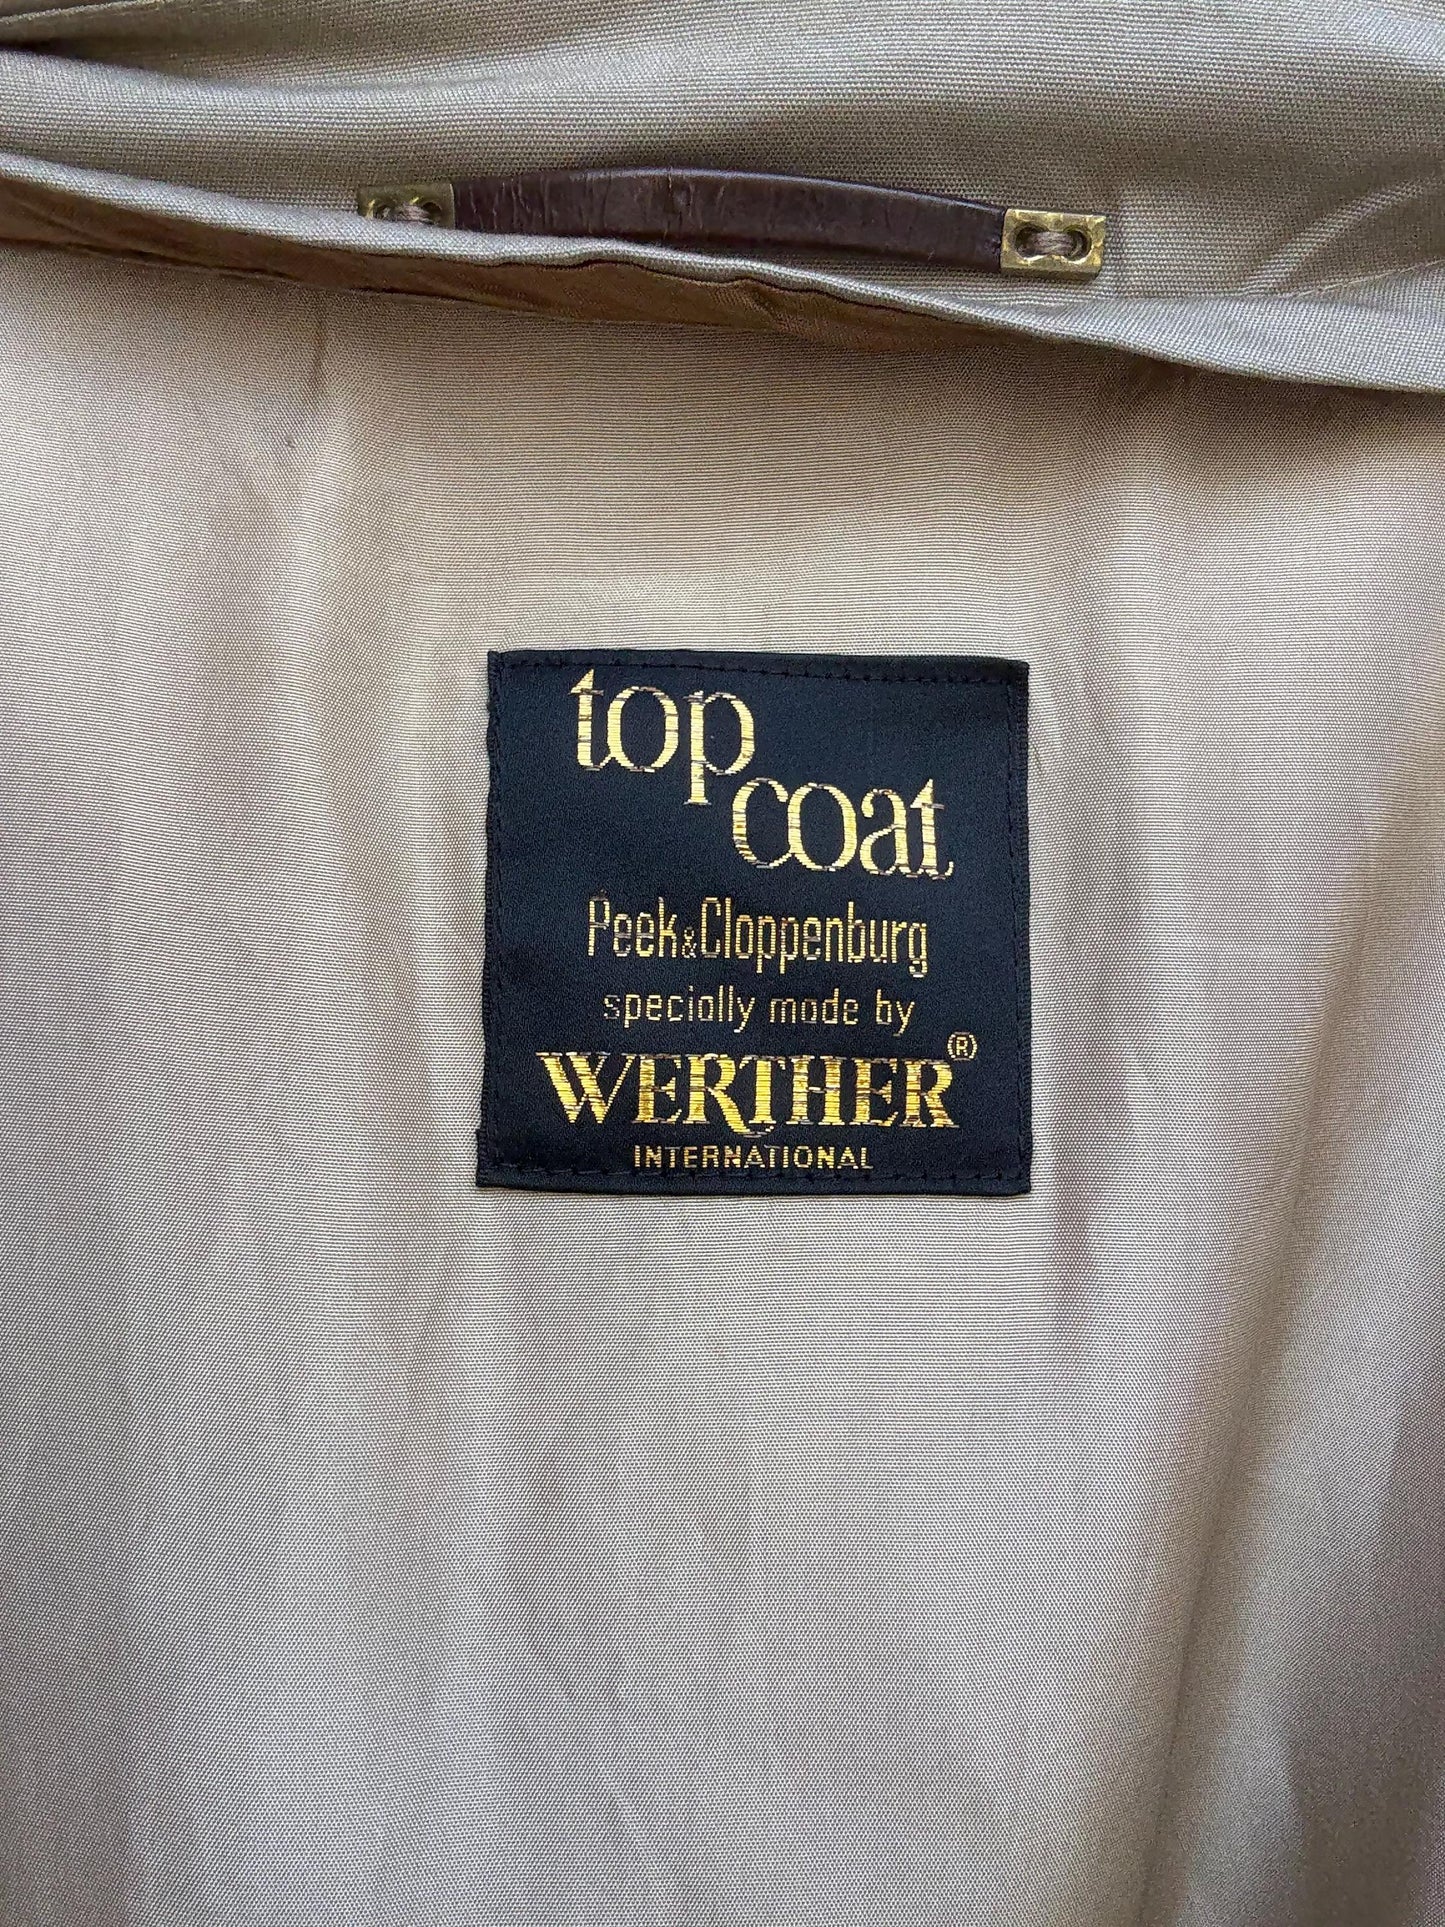 top
coat
Peek&Cloppenburg
specially made by
WERTHER®
INTERNATIONAL